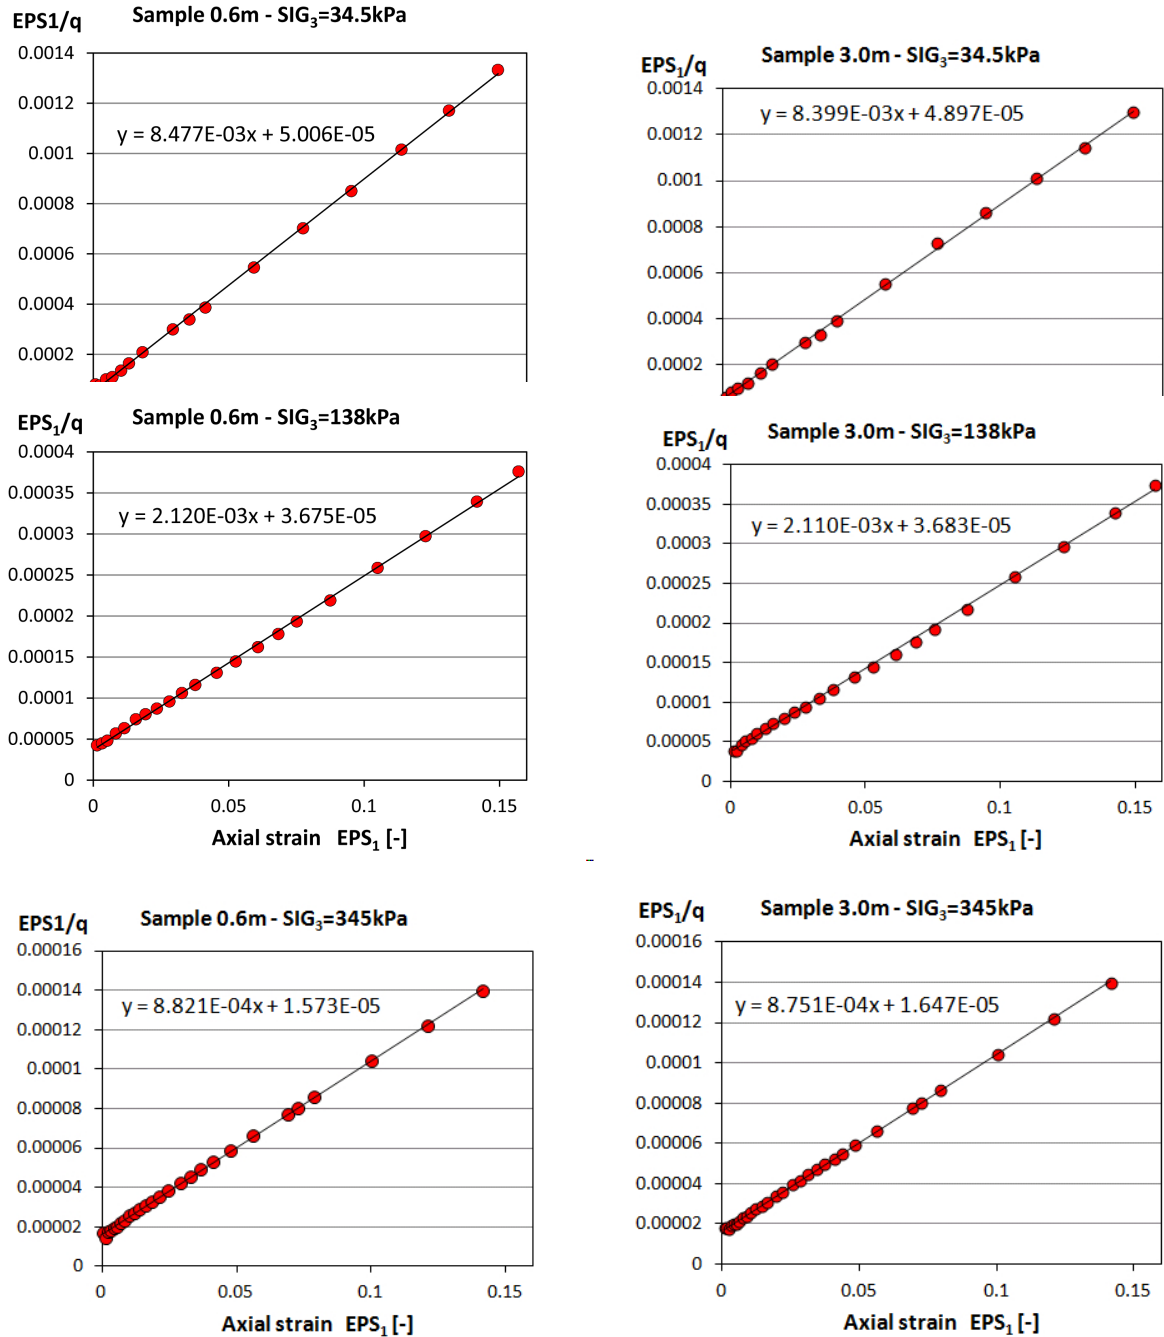 EPS1/q
Sample 0.6m - SIG3=34.5kPa
0.0014
0.0012
0.001
0.0008
0.0006
0.0004
0.0002
y = 8.477E-03x + 5.006E-05
Sample 3.0m - SIG3=34.5kPa
EPS1/q
0.0014
0.0012
0.001
0.0008
0.0006
0.0004
0.0002
y = 8.399E-03x + 4.897E-05
EPS1/q
Sample 0.6m - SIG3=138kPa
0.0004
0.00035
0.0003
0.00025
0.0002
0.00015
0.0001
0.00005
0
y = 2.120E-03x + 3.675E-05
0 0.05 0.1 0.15
Axial strain EPS1 [-]
EPS1/q
Sample 3.0m - SIG3=138kPa
0.0004
0.00035
0.0003
0.00025
0.0002
0.00015
0.0001
0.00005
0
y = 2.110E-03x + 3.683E-05
0 0.05 0.1 0.15
Axial strain EPS1 [-]
EPS1/q
Sample 0.6m - SIG3=345kPa
0.00016
0.00014
0.00012
0.0001
0.00008
0.00006
0.00004
0.00002
0
y = 8.821E-04x + 1.573E-05
0 0.05 0.1 0.15
Axial strain EPS1 [-]
EPS1/q
Sample 3.0m - SIG3=345kPa
0.00016
0.00014
0.00012
0.0001
0.00008
0.00006
0.00004
0.00002
0
y = 8.751E-04x + 1.647E-05
0 0.05 0.1 0.15
Axial strain EPS1 [-]